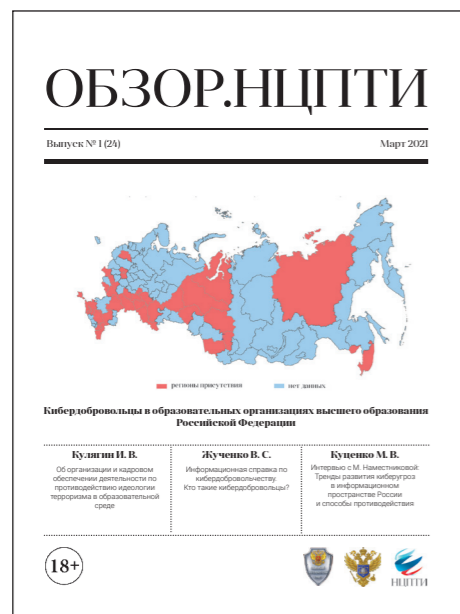 ОБЗОР.НЦПТИ
Выпуск № 1 (24) Март 2021
регионы присутствия нет данных
Кибердобровольцы в образовательных организациях высшего образования
Российской Федерации
Кулягин И. В.
Об организации и кадровом
обеспечении деятельности по
противодействию идеологии
терроризма в образовательной
среде
Жученко В. С.
Информационная справка по
кибердобровольчеству.
Кто такие кибердобровольцы?
Куценко М. В.
Интервью с М. Наместниковой:
Тренды развития киберугроз
в информационном
пространстве России
и способы противодействия
18+
НЦПТИ